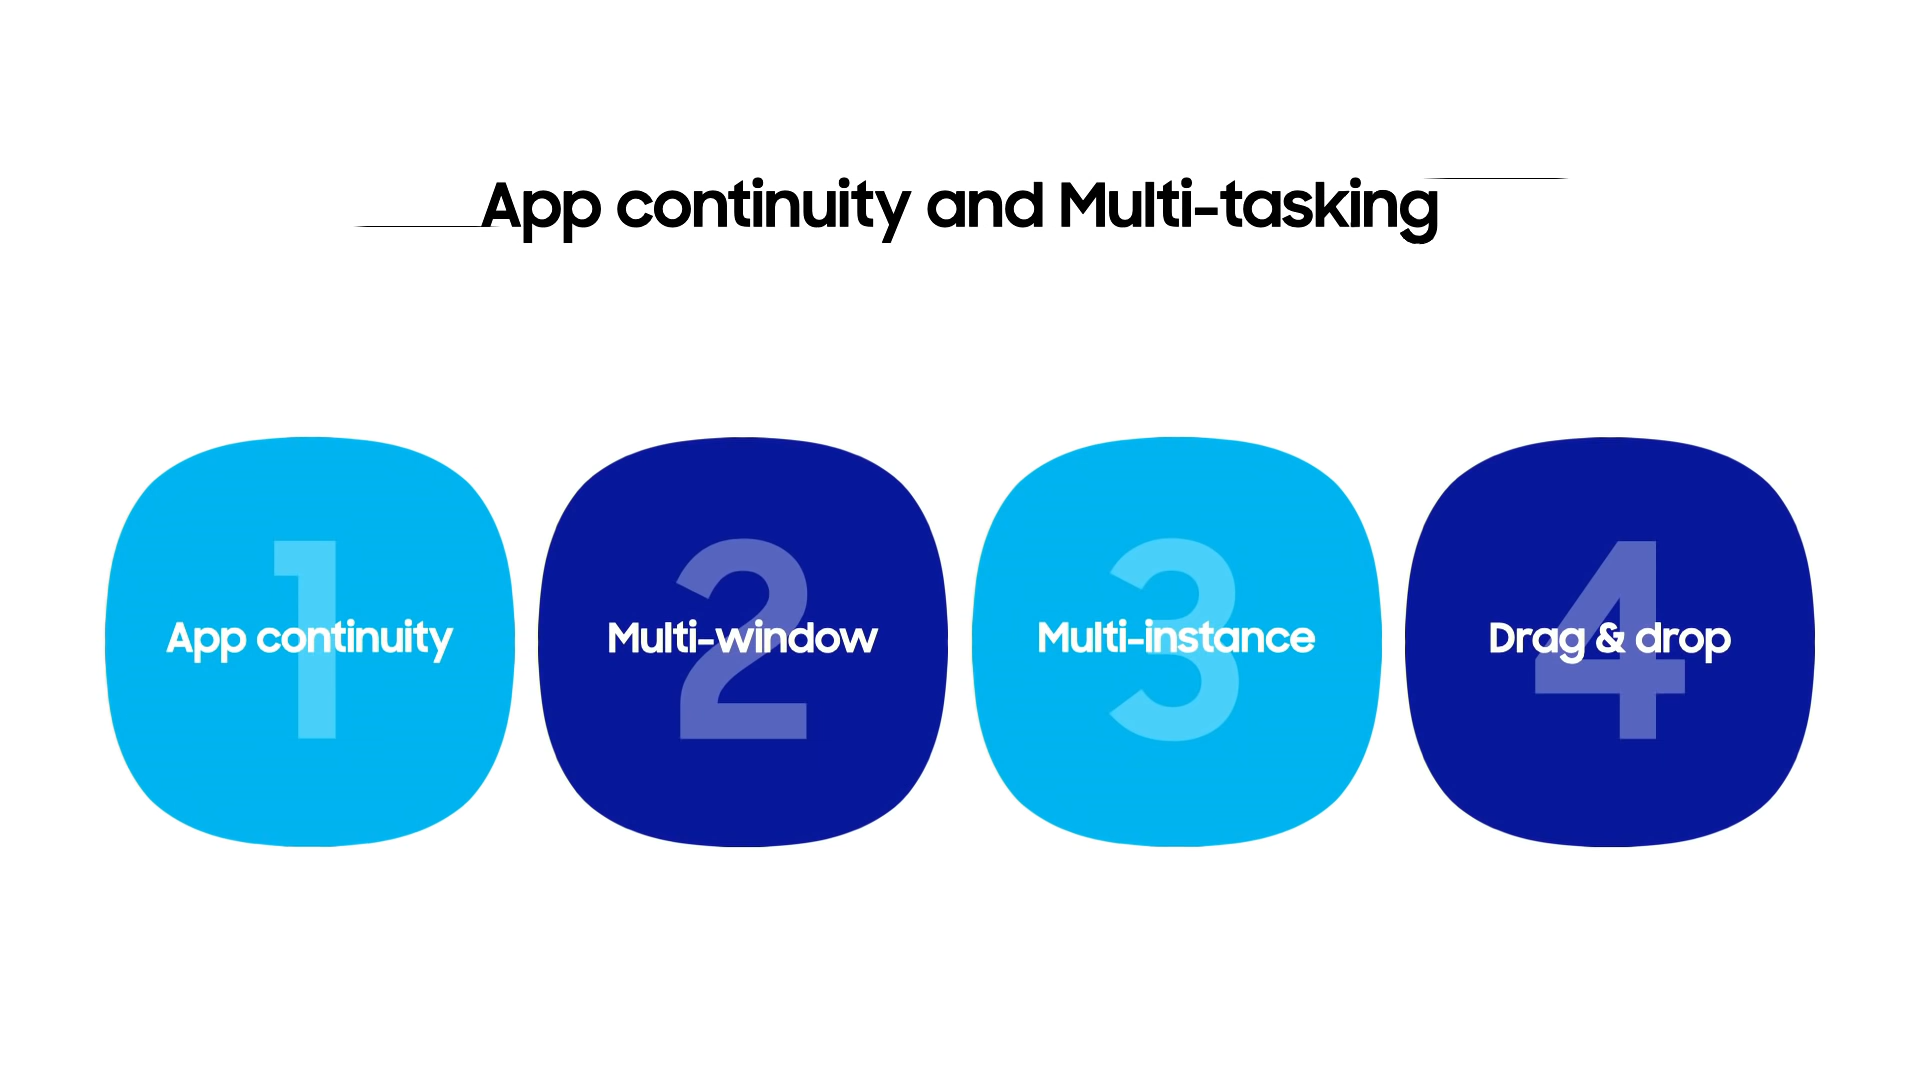 App continuity and Multi-tasking
1
App continuity
2
Multi-window
3
Multi-instance
4
Drag & drop